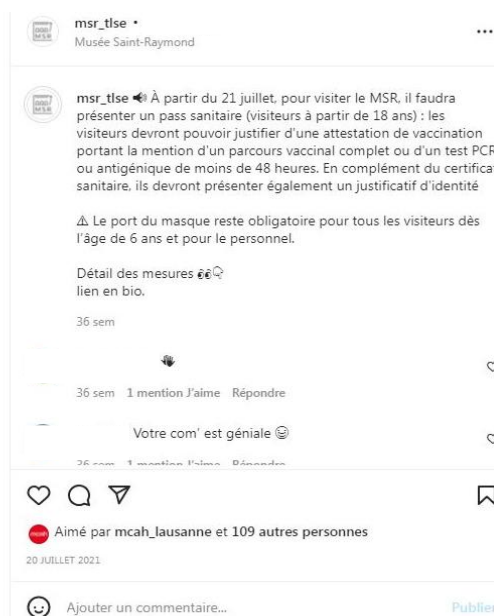 msr_tlse •
Musée Saint-Raymond
msr_tlse 🔊 À partir du 21 juillet, pour visiter le MSR, il faudra
présenter un pass sanitaire (visiteurs à partir de 18 ans) : les
visiteurs devront pouvoir justifier d'une attestation de vaccination
portant la mention d'un parcours vaccinal complet ou d'un test PCR
ou antigénique de moins de 48 heures. En complément du certificat
sanitaire, ils devront présenter également un justificatif d'identité
⚠ Le port du masque reste obligatoire pour tous les visiteurs dès
l'âge de 6 ans et pour le personnel.
Détail des mesures 👀👇
lien en bio.
36 sem
👋
36 sem 1 mention J'aime Répondre
Votre com' est géniale 😉
36 sem 1 mention J'aime Répondre
Aimé par mcah_lausanne et 109 autres personnes
20 JUILLET 2021
Ajouter un commentaire... Publier